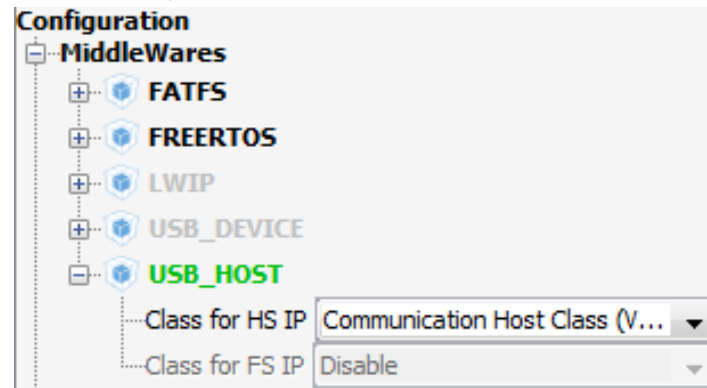 Configuration
MiddleWares
FATFS
FREERTOS
LWIP
USB_DEVICE
USB_HOST
Class for HS IP Communication Host Class (V...
Class for FS IP Disable